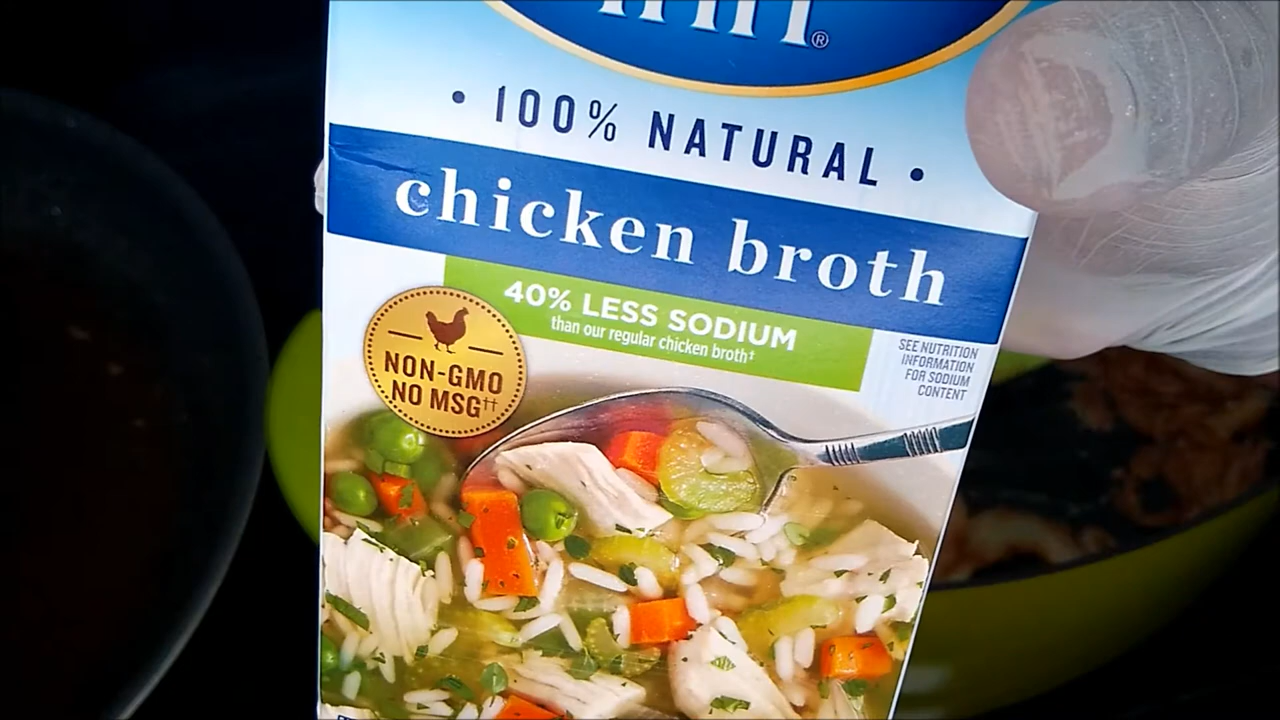 • 100% NATURAL •
chicken broth
40% LESS SODIUM
than our regular chicken broth‡
SEE NUTRITION
INFORMATION
FOR SODIUM
CONTENT
NON-GMO
NO MSG††